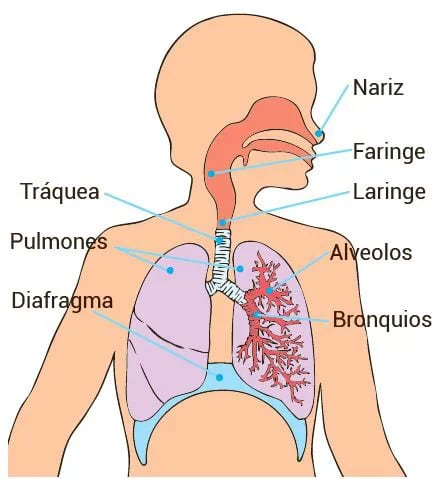 Nariz
Faringe
Tráquea
Laringe
Pulmones
Alveolos
Diafragma
Bronquios